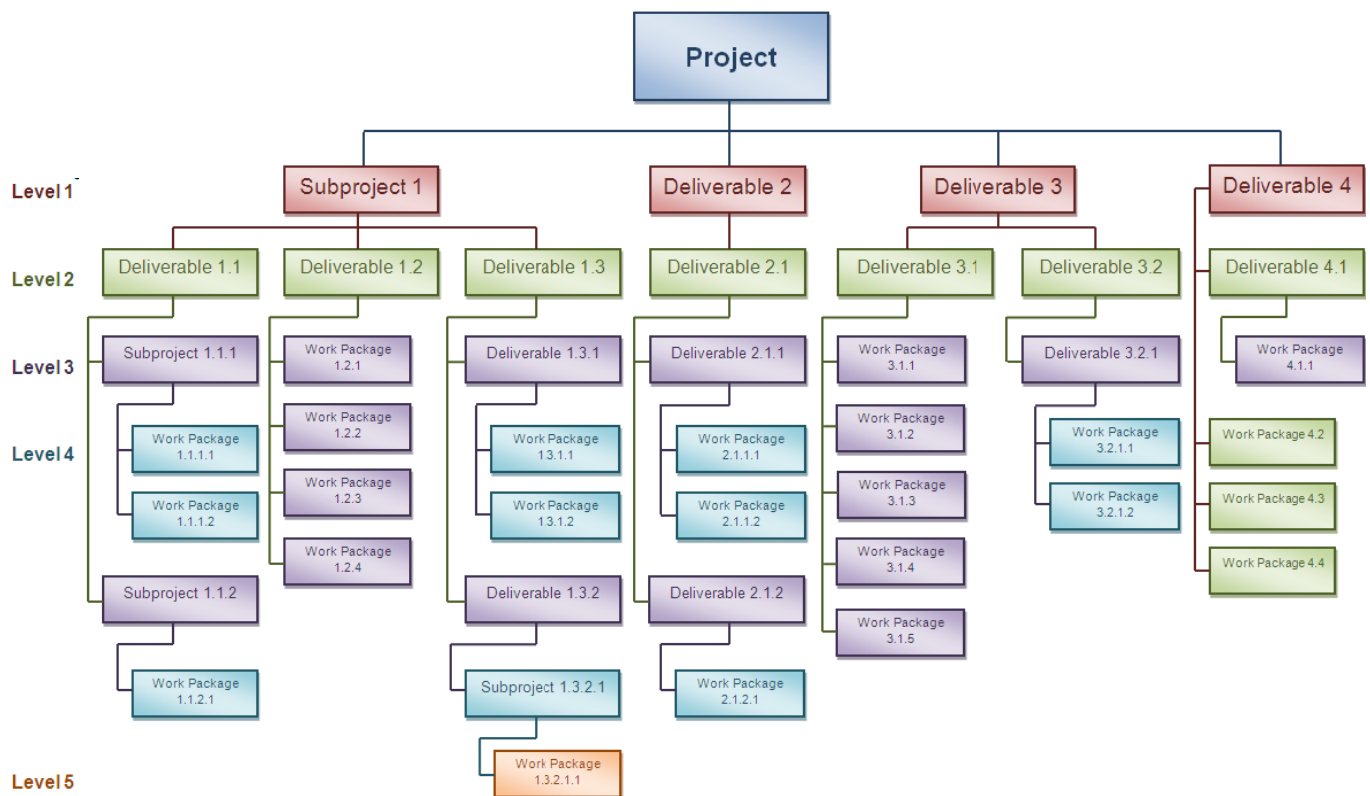 Project
Level 1
Subproject 1
Deliverable 2
Deliverable 3
Deliverable 4
Level 2
Deliverable 1.1
Deliverable 1.2
Deliverable 1.3
Deliverable 2.1
Deliverable 3.1
Deliverable 3.2
Deliverable 4.1
Level 3
Subproject 1.1.1
Work Package
1.2.1
Deliverable 1.3.1
Deliverable 2.1.1
Work Package
3.1.1
Deliverable 3.2.1
Work Package
4.1.1
Work Package
1.2.2
Work Package
3.1.2
Level 4
Work Package
1.1.1.1
Work Package
1.3.1.1
Work Package
2.1.1.1
Work Package
3.2.1.1
Work Package 4.2
Work Package
1.2.3
Work Package
3.1.3
Work Package
1.1.1.2
Work Package
1.3.1.2
Work Package
2.1.1.2
Work Package
3.2.1.2
Work Package 4.3
Work Package
1.2.4
Work Package
3.1.4
Work Package 4.4
Subproject 1.1.2
Deliverable 1.3.2
Deliverable 2.1.2
Work Package
3.1.5
Work Package
1.1.2.1
Subproject 1.3.2.1
Work Package
2.1.2.1
Level 5
Work Package
1.3.2.1.1